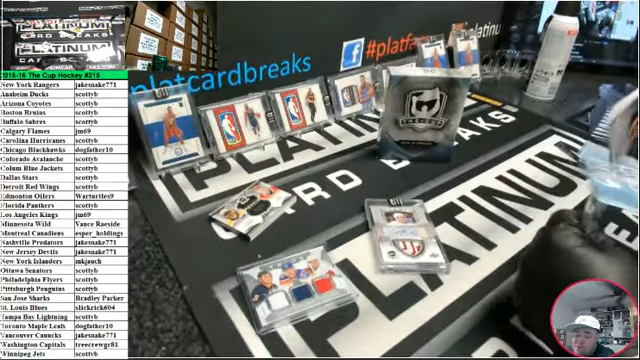 PLATINUM
CARD BREAKS
PLATINUM
2015-16 The Cup Hockey #215
New York Rangers jakesnake771
Anaheim Ducks scottyb
Arizona Coyotes scottyb
Boston Bruins scottyb
Buffalo Sabres scottyb
Calgary Flames jm69
Carolina Hurricanes scottyb
Chicago Blackhawks dogfather10
Colorado Avalanche scottyb
Colum Blue Jackets scottyb
Dallas Stars scottyb
Detroit Red Wings scottyb
Edmonton Oilers Warturtles9
Florida Panthers scottyb
Los Angeles Kings jm69
Minnesota Wild Vance Raeside
Montreal Canadiens esper_holdings
Nashville Predators jakesnake771
New Jersey Devils jakesnake771
New York Islanders mkjauch
Ottawa Senators scottyb
Philadelphia Flyers scottyb
Pittsburgh Penguins scottyb
San Jose Sharks Bradley Parker
St. Louis Blues slickrick604
Tampa Bay Lightning scottyb
Toronto Maple Leafs dogfather10
Vancouver Canucks jakesnake771
Washington Capitals treecrewgr81
Winnipeg Jets scottyb
platcardbreaks
#platfa
THE CUP
PLATINUM
CARD BREAKS
PLATINUM